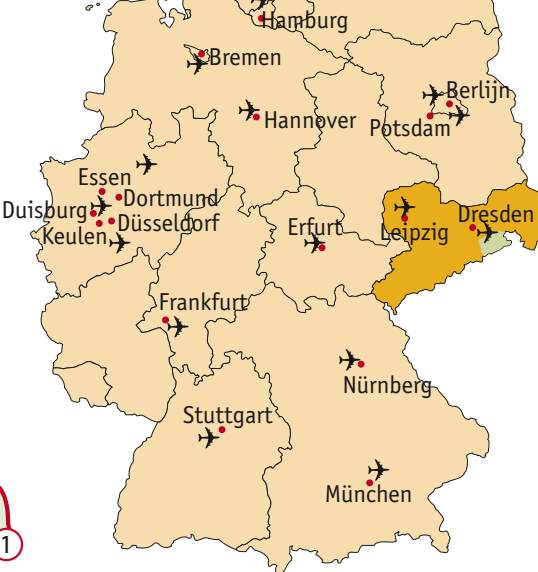 Hamburg
Bremen
Berlijn
Hannover
Potsdam
Essen
Dortmund
Duisburg
Düsseldorf
Keulen
Erfurt
Leipzig
Dresden
Frankfurt
Nürnberg
Stuttgart
München
1